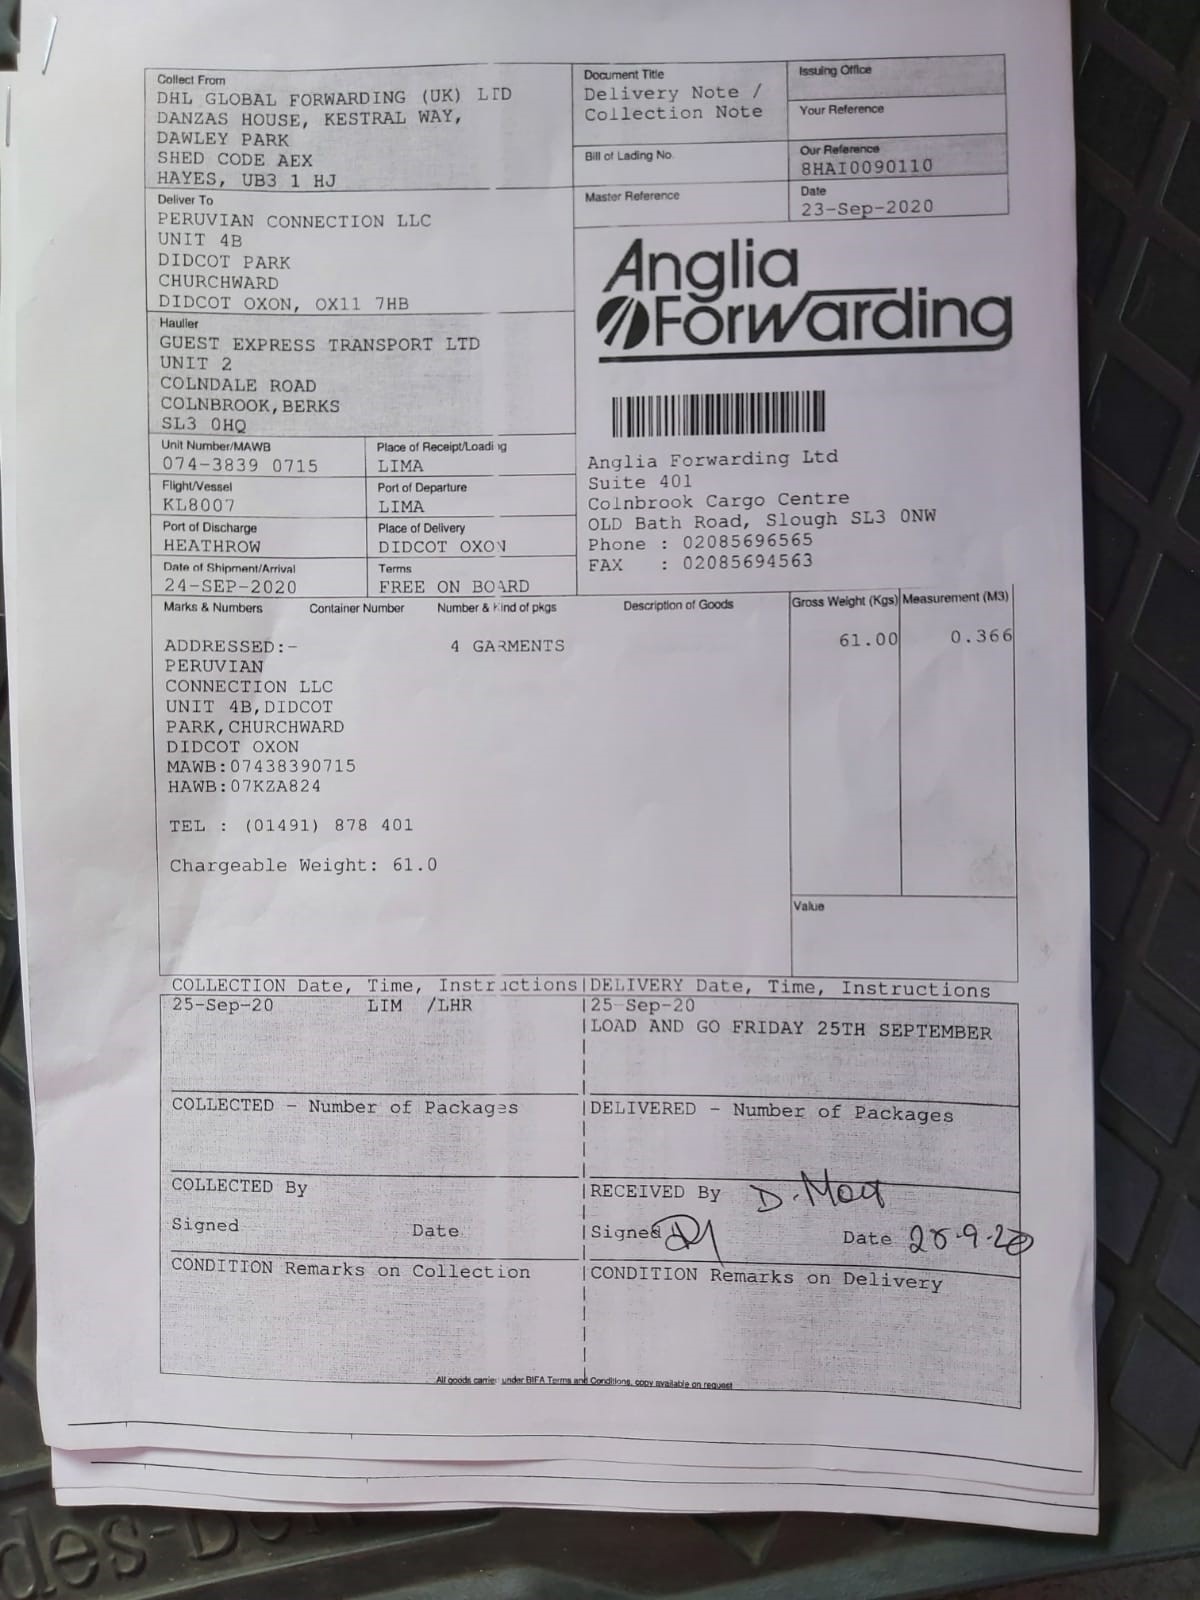 Collect From
DHL GLOBAL FORWARDING (UK) LTD
DANZAS HOUSE, KESTRAL WAY,
DAWLEY PARK
SHED CODE AEX
HAYES, UB3 1 HJ
Document Title
Delivery Note /
Collection Note
Issuing Office
Your Reference
Bill of Lading No.
Our Reference
8HAI0090110
Master Reference
Date
23-Sep-2020
Deliver To
PERUVIAN CONNECTION LLC
UNIT 4B
DIDCOT PARK
CHURCHWARD
DIDCOT OXON, OX11 7HB
Anglia
Forwarding
Haulier
GUEST EXPRESS TRANSPORT LTD
UNIT 2
COLNDALE ROAD
COLNBROOK,BERKS
SL3 0HQ
Unit Number/MAWB
074-3839 0715
Place of Receipt/Loading
LIMA
Flight/Vessel
KL8007
Port of Departure
LIMA
Port of Discharge
HEATHROW
Place of Delivery
DIDCOT OXON
Date of Shipment/Arrival
24-SEP-2020
Terms
FREE ON BOARD
Anglia Forwarding Ltd
Suite 401
Colnbrook Cargo Centre
OLD Bath Road, Slough SL3 0NW
Phone : 02085696565
FAX : 02085694563
Marks & Numbers Container Number Number & Kind of pkgs Description of Goods Gross Weight (Kgs) Measurement (M3)
ADDRESSED:- 4 GARMENTS 61.00 0.366
PERUVIAN
CONNECTION LLC
UNIT 4B,DIDCOT
PARK,CHURCHWARD
DIDCOT OXON
MAWB:07438390715
HAWB:07KZA824
TEL : (01491) 878 401
Chargeable Weight: 61.0
Value
COLLECTION Date, Time, Instructions|DELIVERY Date, Time, Instructions
25-Sep-20 LIM /LHR |25-Sep-20
|LOAD AND GO FRIDAY 25TH SEPTEMBER
COLLECTED - Number of Packages |DELIVERED - Number of Packages
COLLECTED By |RECEIVED By D.
Signed Date |Signed Date
CONDITION Remarks on Collection |CONDITION Remarks on Delivery
All goods carried under BIFA Terms and Conditions, copy available on request